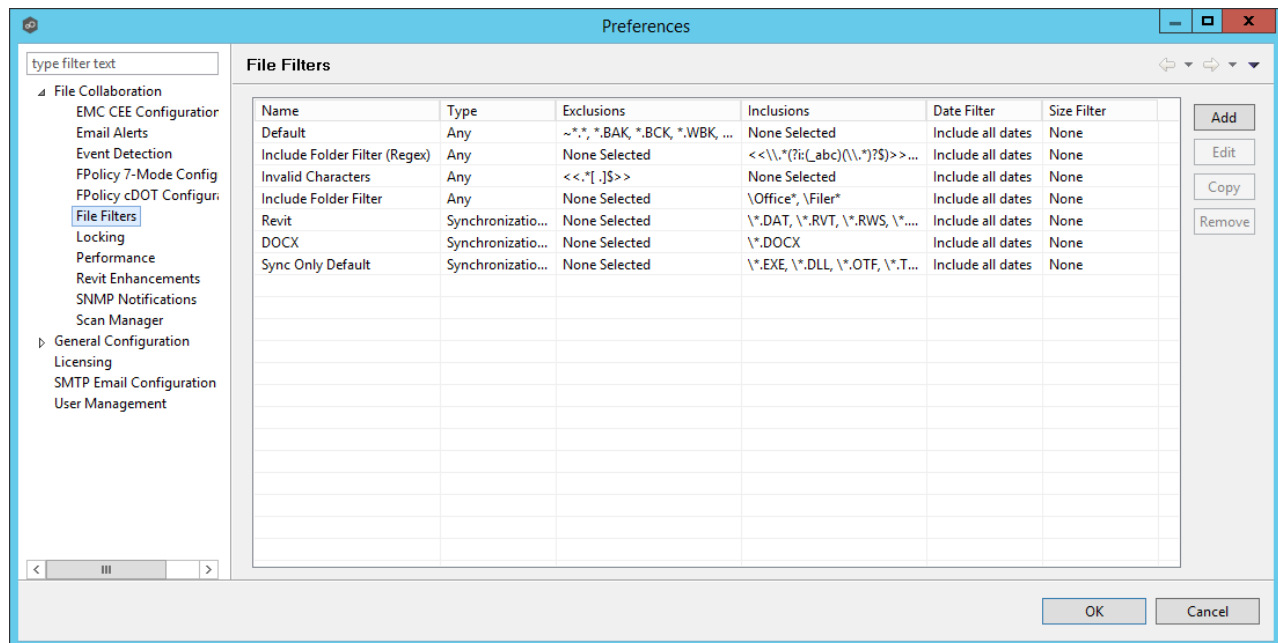 Preferences
type filter text
File Filters
File Collaboration
EMC CEE Configuration
Email Alerts
Event Detection
FPolicy 7-Mode Config
FPolicy cDOT Configura
File Filters
Locking
Performance
Revit Enhancements
SNMP Notifications
Scan Manager
General Configuration
Licensing
SMTP Email Configuration
User Management
Name Type Exclusions Inclusions Date Filter Size Filter
Default Any ~*.*, *.BAK, *.BCK, *.WBK, ... None Selected Include all dates None
Include Folder Filter (Regex) Any None Selected <<\\.*(?i:(_abc)(\\.*)?$)>>... Include all dates None
Invalid Characters Any <<.*[ .]$>> None Selected Include all dates None
Include Folder Filter Any None Selected \Office*, \Filer* Include all dates None
Revit Synchronizatio... None Selected \*.DAT, \*.RVT, \*.RWS, \*.... Include all dates None
DOCX Synchronizatio... None Selected \*.DOCX Include all dates None
Sync Only Default Synchronizatio... None Selected \*.EXE, \*.DLL, \*.OTF, \*.T... Include all dates None
Add
Edit
Copy
Remove
OK Cancel